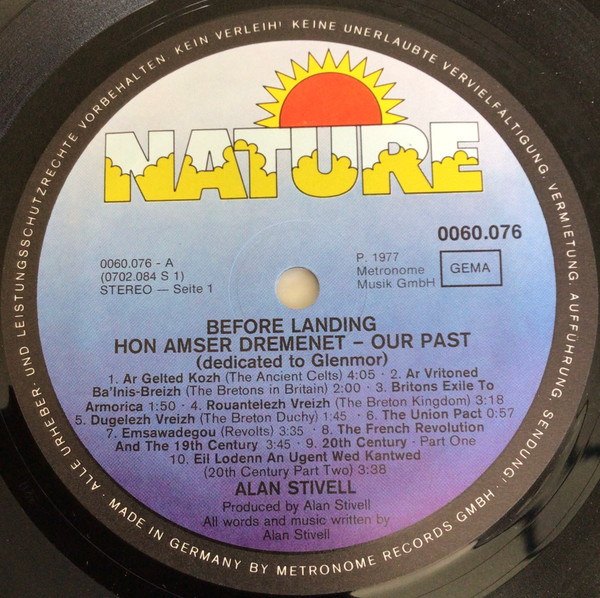 ALLE URHEBER- UND LEISTUNGSSCHUTZRECHTE VORBEHALTEN. KEIN VERLEIH! KEINE UNERLAUBTE VERVIELFÄLTIGUNG, VERMIETUNG, AUFFÜHRUNG, SENDUNG!
NATURE
0060.076
0060.076 - A
(0702.084 S 1)
STEREO — Seite 1
P. 1977
Metronome
Musik GmbH
GEMA
BEFORE LANDING
HON AMSER DREMENET – OUR PAST
(dedicated to Glenmor)
1. Ar Gelted Kozh (The Ancient Celts) 4:05 · 2. Ar Vritoned
Ba'Inis-Breizh (The Bretons in Britain) 2:00 · 3. Britons Exile To
Armorica 1:50 · 4. Rouantelezh Vreizh (The Breton Kingdom) 3:18
5. Dugelezh Vreizh (The Breton Duchy) 1:45 · 6. The Union Pact 0:57
7. Emsawadegou (Revolts) 3:35 · 8. The French Revolution
And The 19th Century 3:45 · 9. 20th Century · Part One
10. Eil Lodenn An Ugent Wed Kantwed
(20th Century Part Two) 3:38
ALAN STIVELL
Produced by Alan Stivell
All words and music written by
Alan Stivell
· MADE IN GERMANY BY METRONOME RECORDS GMBH ·